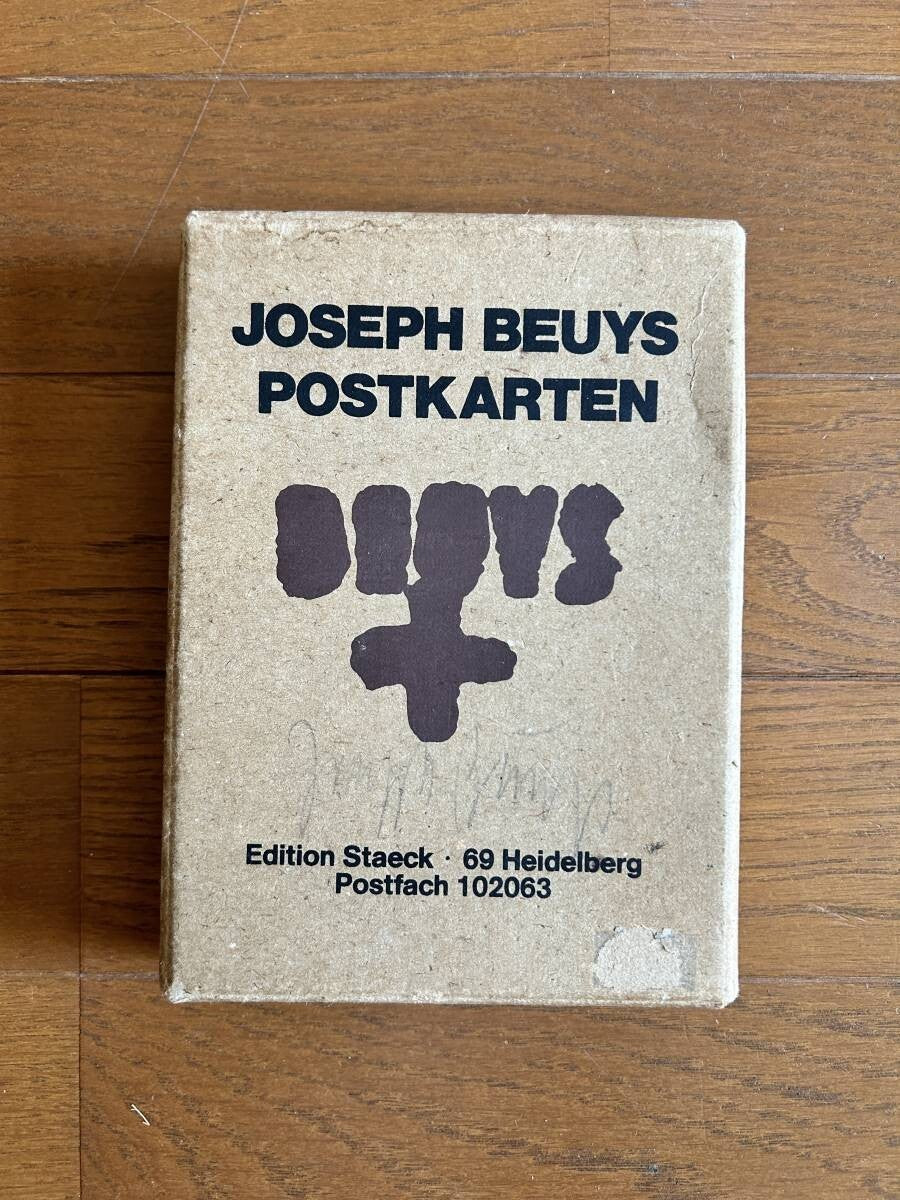 JOSEPH BEUYS
POSTKARTEN
BEUYS
Edition Staeck · 69 Heidelberg
Postfach 102063